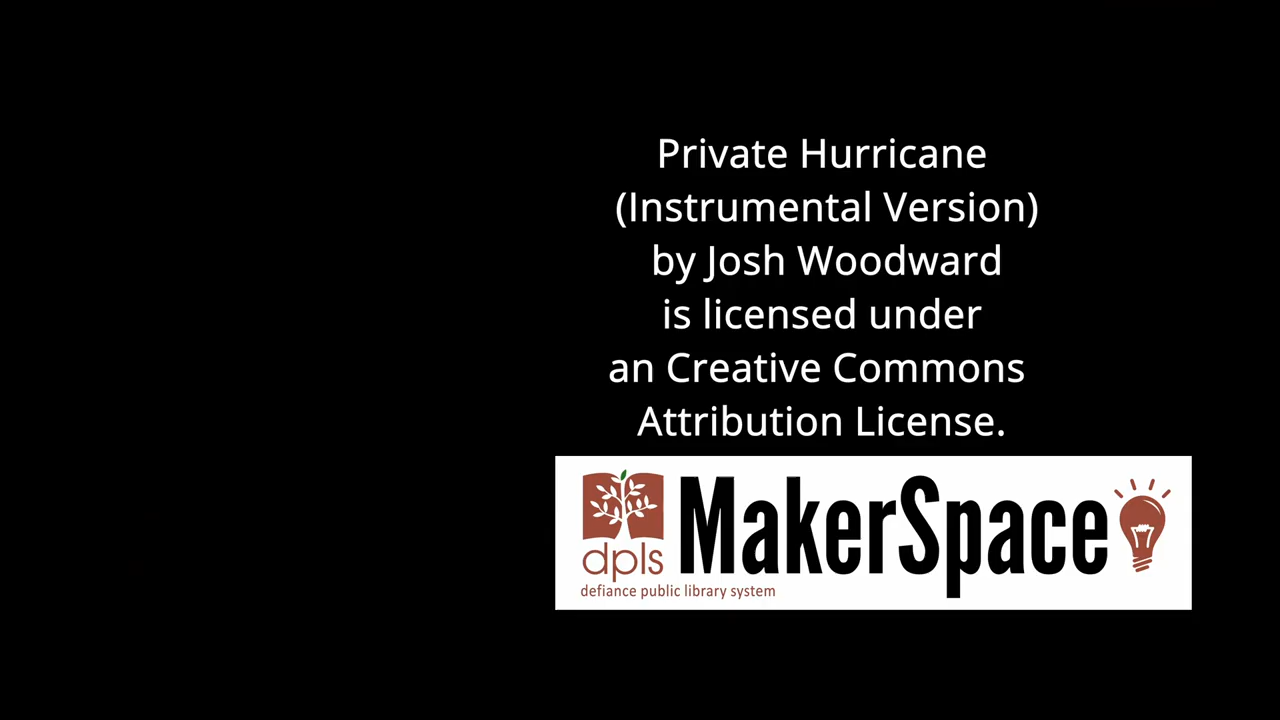 Private Hurricane
(Instrumental Version)
by Josh Woodward
is licensed under
an Creative Commons
Attribution License.
dpls MakerSpace
defiance public library system